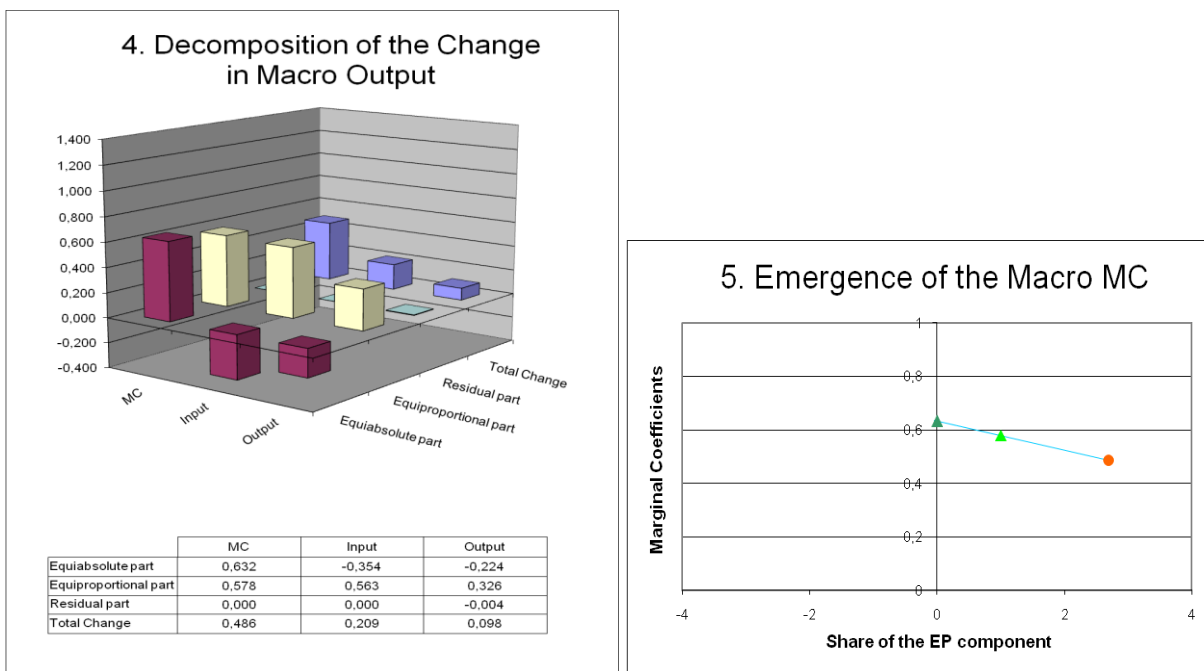 4. Decomposition of the Change
in Macro Output
1,400
1,200
1,000
0,800
0,600
0,400
0,200
0,000
-0,200
-0,400
MC
Input
Output
Equiabsolute part
Equiproportional part
Residual part
Total Change
MC Input Output
Equiabsolute part 0,632 -0,354 -0,224
Equiproportional part 0,578 0,563 0,326
Residual part 0,000 0,000 -0,004
Total Change 0,486 0,209 0,098
5. Emergence of the Macro MC
Marginal Coefficients
1
0,8
0,6
0,4
0,2
0
-4 -2 0 2 4
Share of the EP component